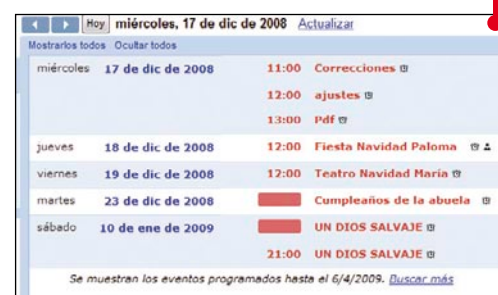 Hoy miércoles, 17 de dic de 2008 Actualizar
Mostrarlos todos Ocultar todos
miércoles 17 de dic de 2008 11:00 Correcciones
12:00 ajustes
13:00 Pdf
jueves 18 de dic de 2008 12:00 Fiesta Navidad Paloma
viernes 19 de dic de 2008 12:00 Teatro Navidad María
martes 23 de dic de 2008 Cumpleaños de la abuela
sábado 10 de ene de 2009 UN DIOS SALVAJE
21:00 UN DIOS SALVAJE
Se muestran los eventos programados hasta el 6/4/2009. Buscar más